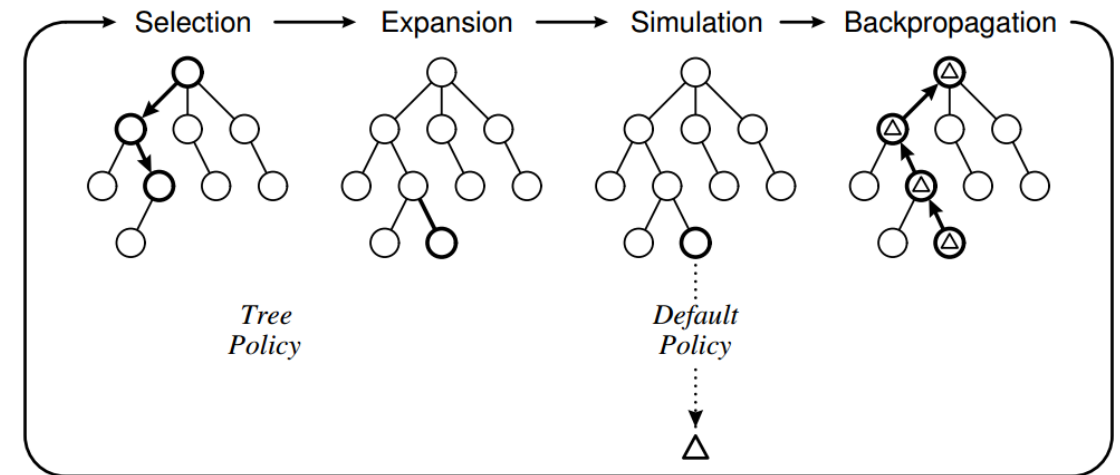 Selection
Expansion
Simulation
Backpropagation
Tree
Policy
Default
Policy